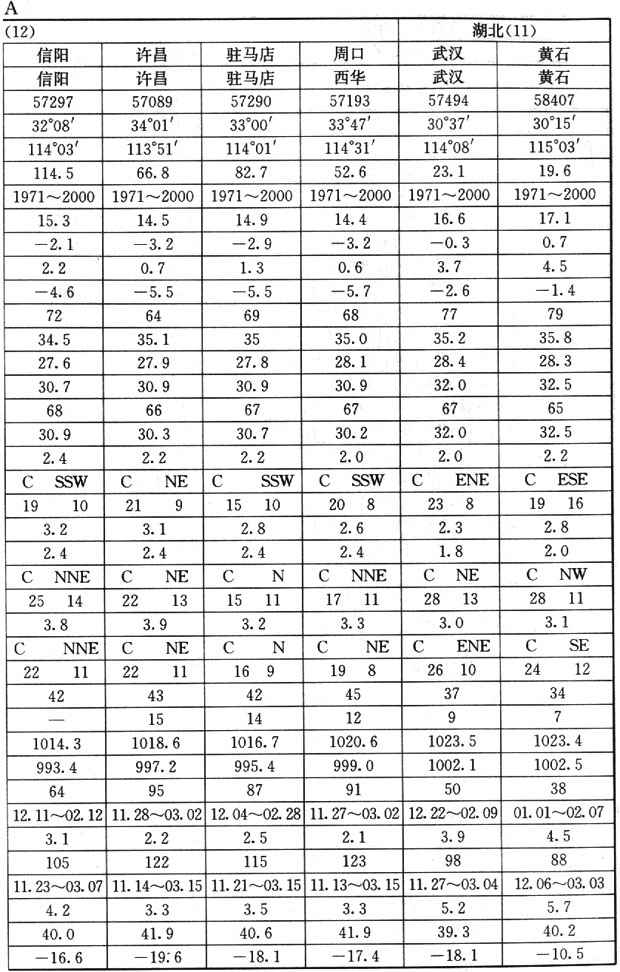 A
(12) 湖北(11)
信阳 许昌 驻马店 周口 武汉 黄石
信阳 许昌 驻马店 西华 武汉 黄石
57297 57089 57290 57193 57494 58407
32°08′ 34°01′ 33°00′ 33°47′ 30°37′ 30°15′
114°03′ 113°51′ 114°01′ 114°31′ 114°08′ 115°03′
114.5 66.8 82.7 52.6 23.1 19.6
1971～2000 1971～2000 1971～2000 1971～2000 1971～2000 1971～2000
15.3 14.5 14.9 14.4 16.6 17.1
−2.1 −3.2 −2.9 −3.2 −0.3 0.7
2.2 0.7 1.3 0.6 3.7 4.5
−4.6 −5.5 −5.5 −5.7 −2.6 −1.4
72 64 69 68 77 79
34.5 35.1 35 35.0 35.2 35.8
27.6 27.9 27.8 28.1 28.4 28.3
30.7 30.9 30.9 30.9 32.0 32.5
68 66 67 67 67 65
30.9 30.3 30.7 30.2 32.0 32.5
2.4 2.2 2.2 2.0 2.0 2.2
C SSW C NE C SSW C SSW C ENE C ESE
19 10 21 9 15 10 20 8 23 8 19 16
3.2 3.1 2.8 2.6 2.3 2.8
2.4 2.4 2.4 2.4 1.8 2.0
C NNE C NE C N C NNE C NE C NW
25 14 22 13 15 11 17 11 28 13 28 11
3.8 3.9 3.2 3.3 3.0 3.1
C NNE C NE C N C NE C ENE C SE
22 11 22 11 16 9 19 8 26 10 24 12
42 43 42 45 37 34
— 15 14 12 9 7
1014.3 1018.6 1016.7 1020.6 1023.5 1023.4
993.4 997.2 995.4 999.0 1002.1 1002.5
64 95 87 91 50 38
12.11～02.12 11.28～03.02 12.04～02.28 11.27～03.02 12.22～02.09 01.01～02.07
3.1 2.2 2.5 2.1 3.9 4.5
105 122 115 123 98 88
11.23～03.07 11.14～03.15 11.21～03.15 11.13～03.15 11.27～03.04 12.06～03.03
4.2 3.3 3.5 3.3 5.2 5.7
40.0 41.9 40.6 41.9 39.3 40.2
−16.6 −19.6 −18.1 −17.4 −18.1 −10.5